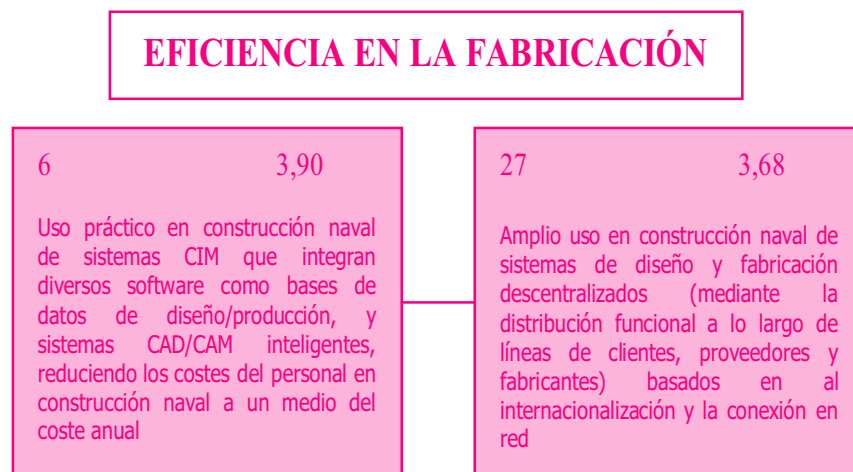 EFICIENCIA EN LA FABRICACIÓN
6 3,90
Uso práctico en construcción naval
de sistemas CIM que integran
diversos software como bases de
datos de diseño/producción, y
sistemas CAD/CAM inteligentes,
reduciendo los costes del personal en
construcción naval a un medio del
coste anual
27 3,68
Amplio uso en construcción naval de
sistemas de diseño y fabricación
descentralizados (mediante la
distribución funcional a lo largo de
líneas de clientes, proveedores y
fabricantes) basados en al
internacionalización y la conexión en
red